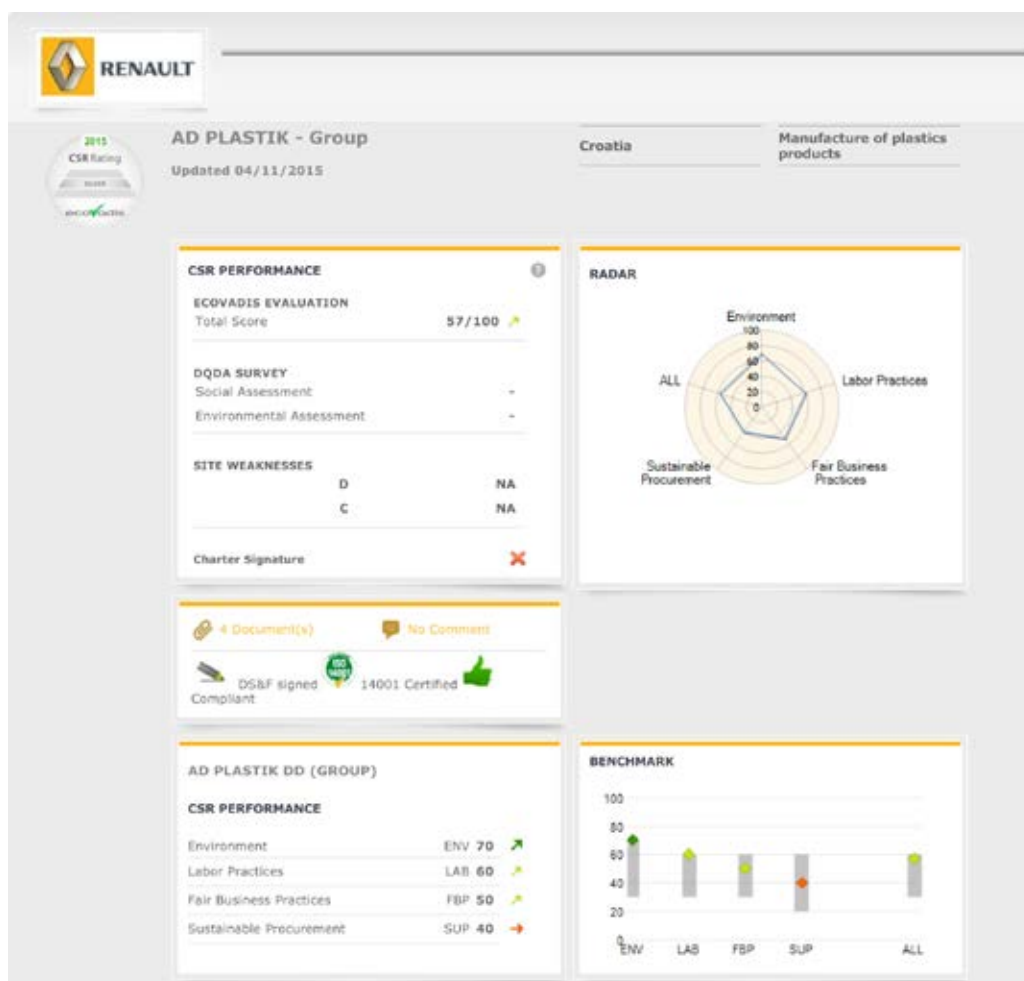 RENAULT
2015
CSR Rating
AD PLASTIK - Group
Updated 04/11/2015
Croatia
Manufacture of plastics
products
CSR PERFORMANCE
?
ECOVADIS EVALUATION
Total Score 57/100
DQDA SURVEY
Social Assessment -
Environmental Assessment -
SITE WEAKNESSES
D NA
C NA
Charter Signature
RADAR
Environment
100
80
60
40
20
0
ALL
Labor Practices
Sustainable
Procurement
Fair Business
Practices
4 Document(s) No Comment
ISO
14001
DS&F signed 14001 Certified
Compliant
AD PLASTIK DD (GROUP)
CSR PERFORMANCE
Environment ENV 70
Labor Practices LAB 60
Fair Business Practices FBP 50
Sustainable Procurement SUP 40
BENCHMARK
100
80
60
40
20
0
ENV LAB FBP SUP ALL